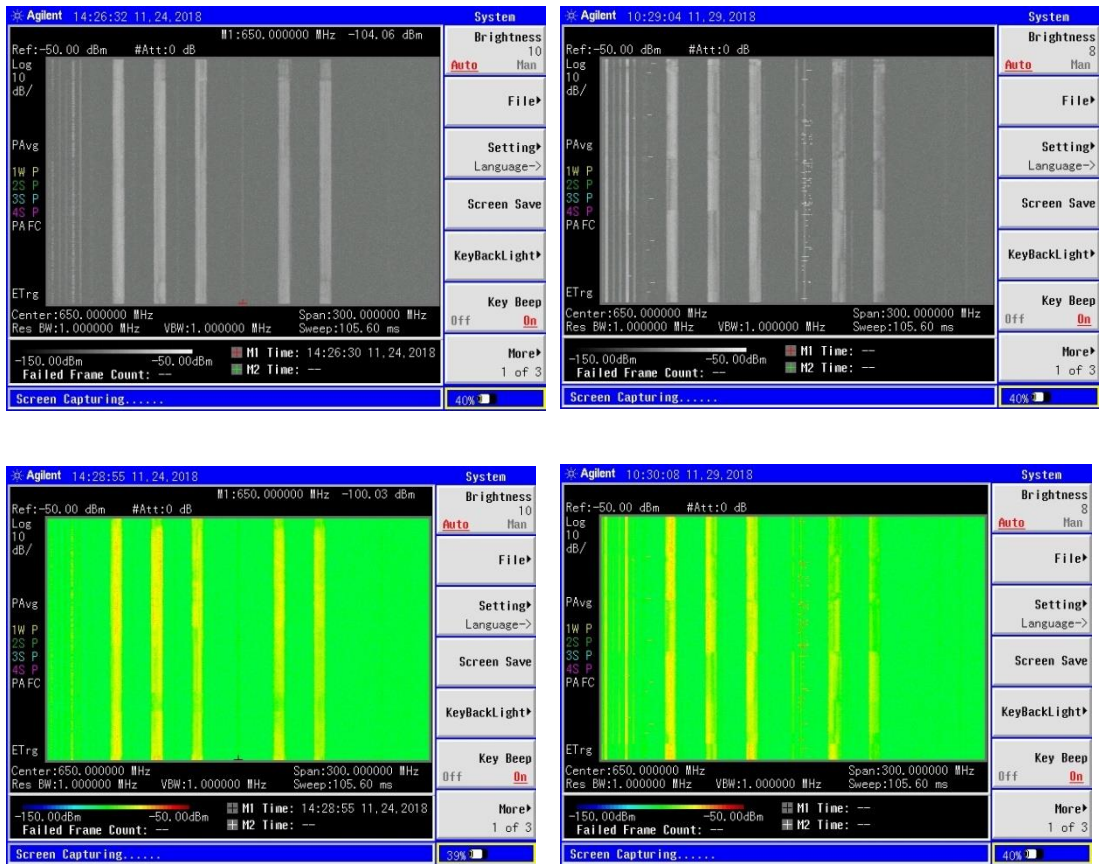 Agilent 14:26:32 11,24,2018 System
M1:650.000000 MHz -104.06 dBm
Ref:-50.00 dBm #Att:0 dB
Log
10
dB/
PAvg
1W P
2S P
3S P
4S P
PA FC
ETrg
Center:650.000000 MHz Span:300.000000 MHz
Res BW:1.000000 MHz VBW:1.000000 MHz Sweep:105.60 ms
-150.00dBm -50.00dBm M1 Time: 14:26:30 11,24,2018
Failed Frame Count: -- M2 Time: --
Screen Capturing......
Brightness
10
Auto Man
File
Setting
Language->
Screen Save
KeyBackLight
Key Beep
Off On
More
1 of 3
40%
Agilent 10:29:04 11,29,2018 System
Ref:-50.00 dBm #Att:0 dB
Log
10
dB/
PAvg
1W P
2S P
3S P
4S P
PA FC
ETrg
Center:650.000000 MHz Span:300.000000 MHz
Res BW:1.000000 MHz VBW:1.000000 MHz Sweep:105.60 ms
-150.00dBm -50.00dBm M1 Time: --
Failed Frame Count: -- M2 Time: --
Screen Capturing......
Brightness
8
Auto Man
File
Setting
Language->
Screen Save
KeyBackLight
Key Beep
Off On
More
1 of 3
40%
Agilent 14:28:55 11,24,2018 System
M1:650.000000 MHz -100.03 dBm
Ref:-50.00 dBm #Att:0 dB
Log
10
dB/
PAvg
1W P
2S P
3S P
4S P
PA FC
ETrg
Center:650.000000 MHz Span:300.000000 MHz
Res BW:1.000000 MHz VBW:1.000000 MHz Sweep:105.60 ms
-150.00dBm -50.00dBm M1 Time: 14:28:55 11,24,2018
Failed Frame Count: -- M2 Time: --
Screen Capturing......
Brightness
10
Auto Man
File
Setting
Language->
Screen Save
KeyBackLight
Key Beep
Off On
More
1 of 3
39%
Agilent 10:30:08 11,29,2018 System
Ref:-50.00 dBm #Att:0 dB
Log
10
dB/
PAvg
1W P
2S P
3S P
4S P
PA FC
ETrg
Center:650.000000 MHz Span:300.000000 MHz
Res BW:1.000000 MHz VBW:1.000000 MHz Sweep:105.60 ms
-150.00dBm -50.00dBm M1 Time: --
Failed Frame Count: -- M2 Time: --
Screen Capturing......
Brightness
8
Auto Man
File
Setting
Language->
Screen Save
KeyBackLight
Key Beep
Off On
More
1 of 3
40%